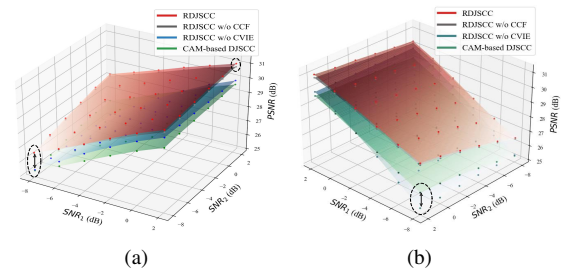 RDJSCC
RDJSCC w/o CCF
RDJSCC w/o CVIE
CAM-based DJSCC
31
30
29
28
27
26
25
PSNR (dB)
-8
-6
-4
-2
0
2
SNR₁ (dB)
-8
-6
-4
-2
0
2
SNR₂ (dB)
(a)
RDJSCC
RDJSCC w/o CCF
RDJSCC w/o CVIE
CAM-based DJSCC
31
30
29
28
27
26
25
PSNR (dB)
2
0
-2
-4
-6
-8
SNR₁ (dB)
2
0
-2
-4
-6
-8
SNR₂ (dB)
(b)